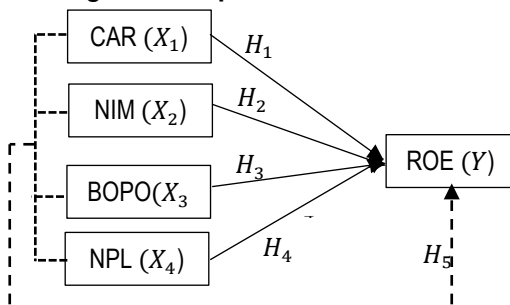 CAR (X₁)
H₁
NIM (X₂)
H₂
ROE (Y)
H₃
BOPO(X₃
NPL (X₄)
H₄
H₅